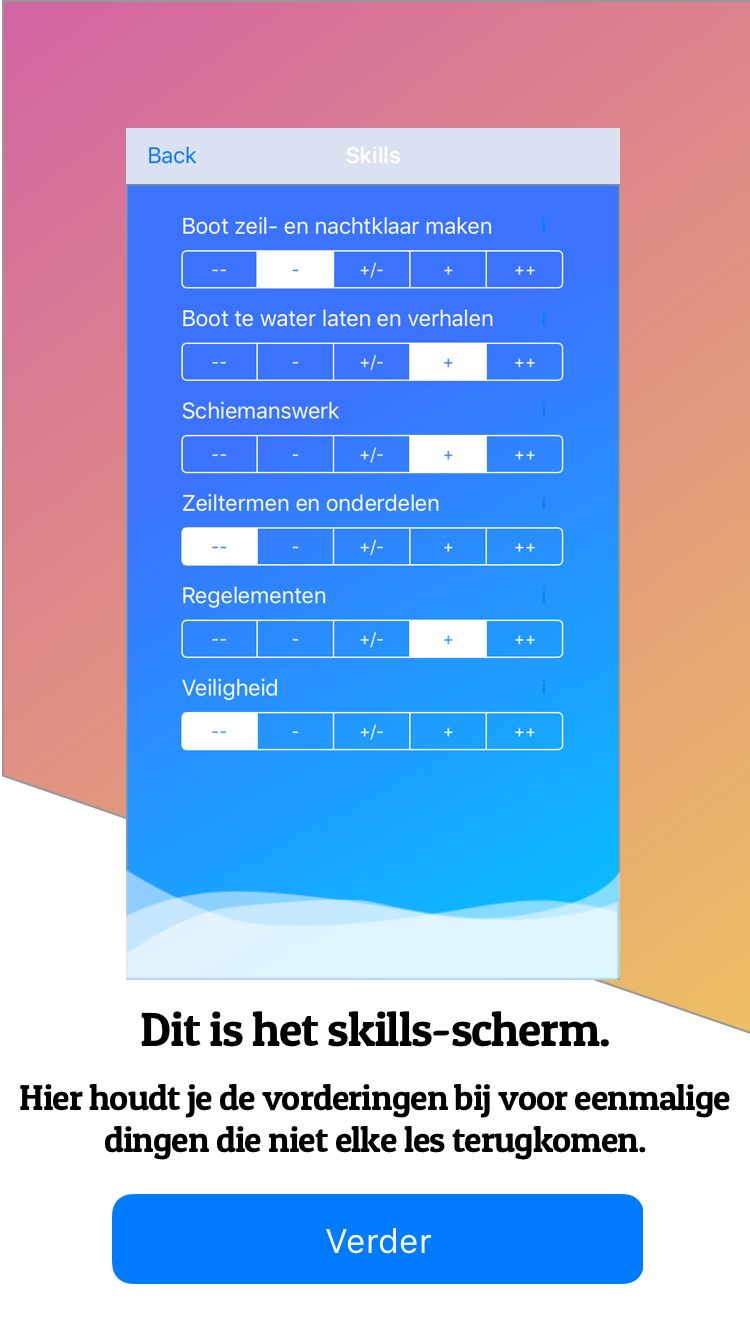 Back Skills
Boot zeil- en nachtklaar maken i
-- - +/- + ++
Boot te water laten en verhalen i
-- - +/- + ++
Schiemanswerk i
-- - +/- + ++
Zeiltermen en onderdelen i
-- - +/- + ++
Regelementen i
-- - +/- + ++
Veiligheid i
-- - +/- + ++
Dit is het skills-scherm.
Hier houdt je de vorderingen bij voor eenmalige
dingen die niet elke les terugkomen.
Verder